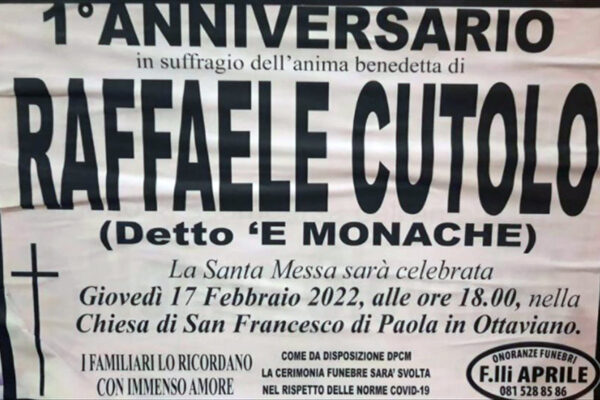 1° ANNIVERSARIO
in suffragio dell'anima benedetta di
RAFFAELE CUTOLO
(Detto 'E MONACHE)
La Santa Messa sarà celebrata
Giovedì 17 Febbraio 2022, alle ore 18.00, nella
Chiesa di San Francesco di Paola in Ottaviano.
I FAMILIARI LO RICORDANO
CON IMMENSO AMORE
COME DA DISPOSIZIONE DPCM
LA CERIMONIA FUNEBRE SARA' SVOLTA
NEL RISPETTO DELLE NORME COVID-19
ONORANZE FUNEBRI
F.lli APRILE
081 528 85 86